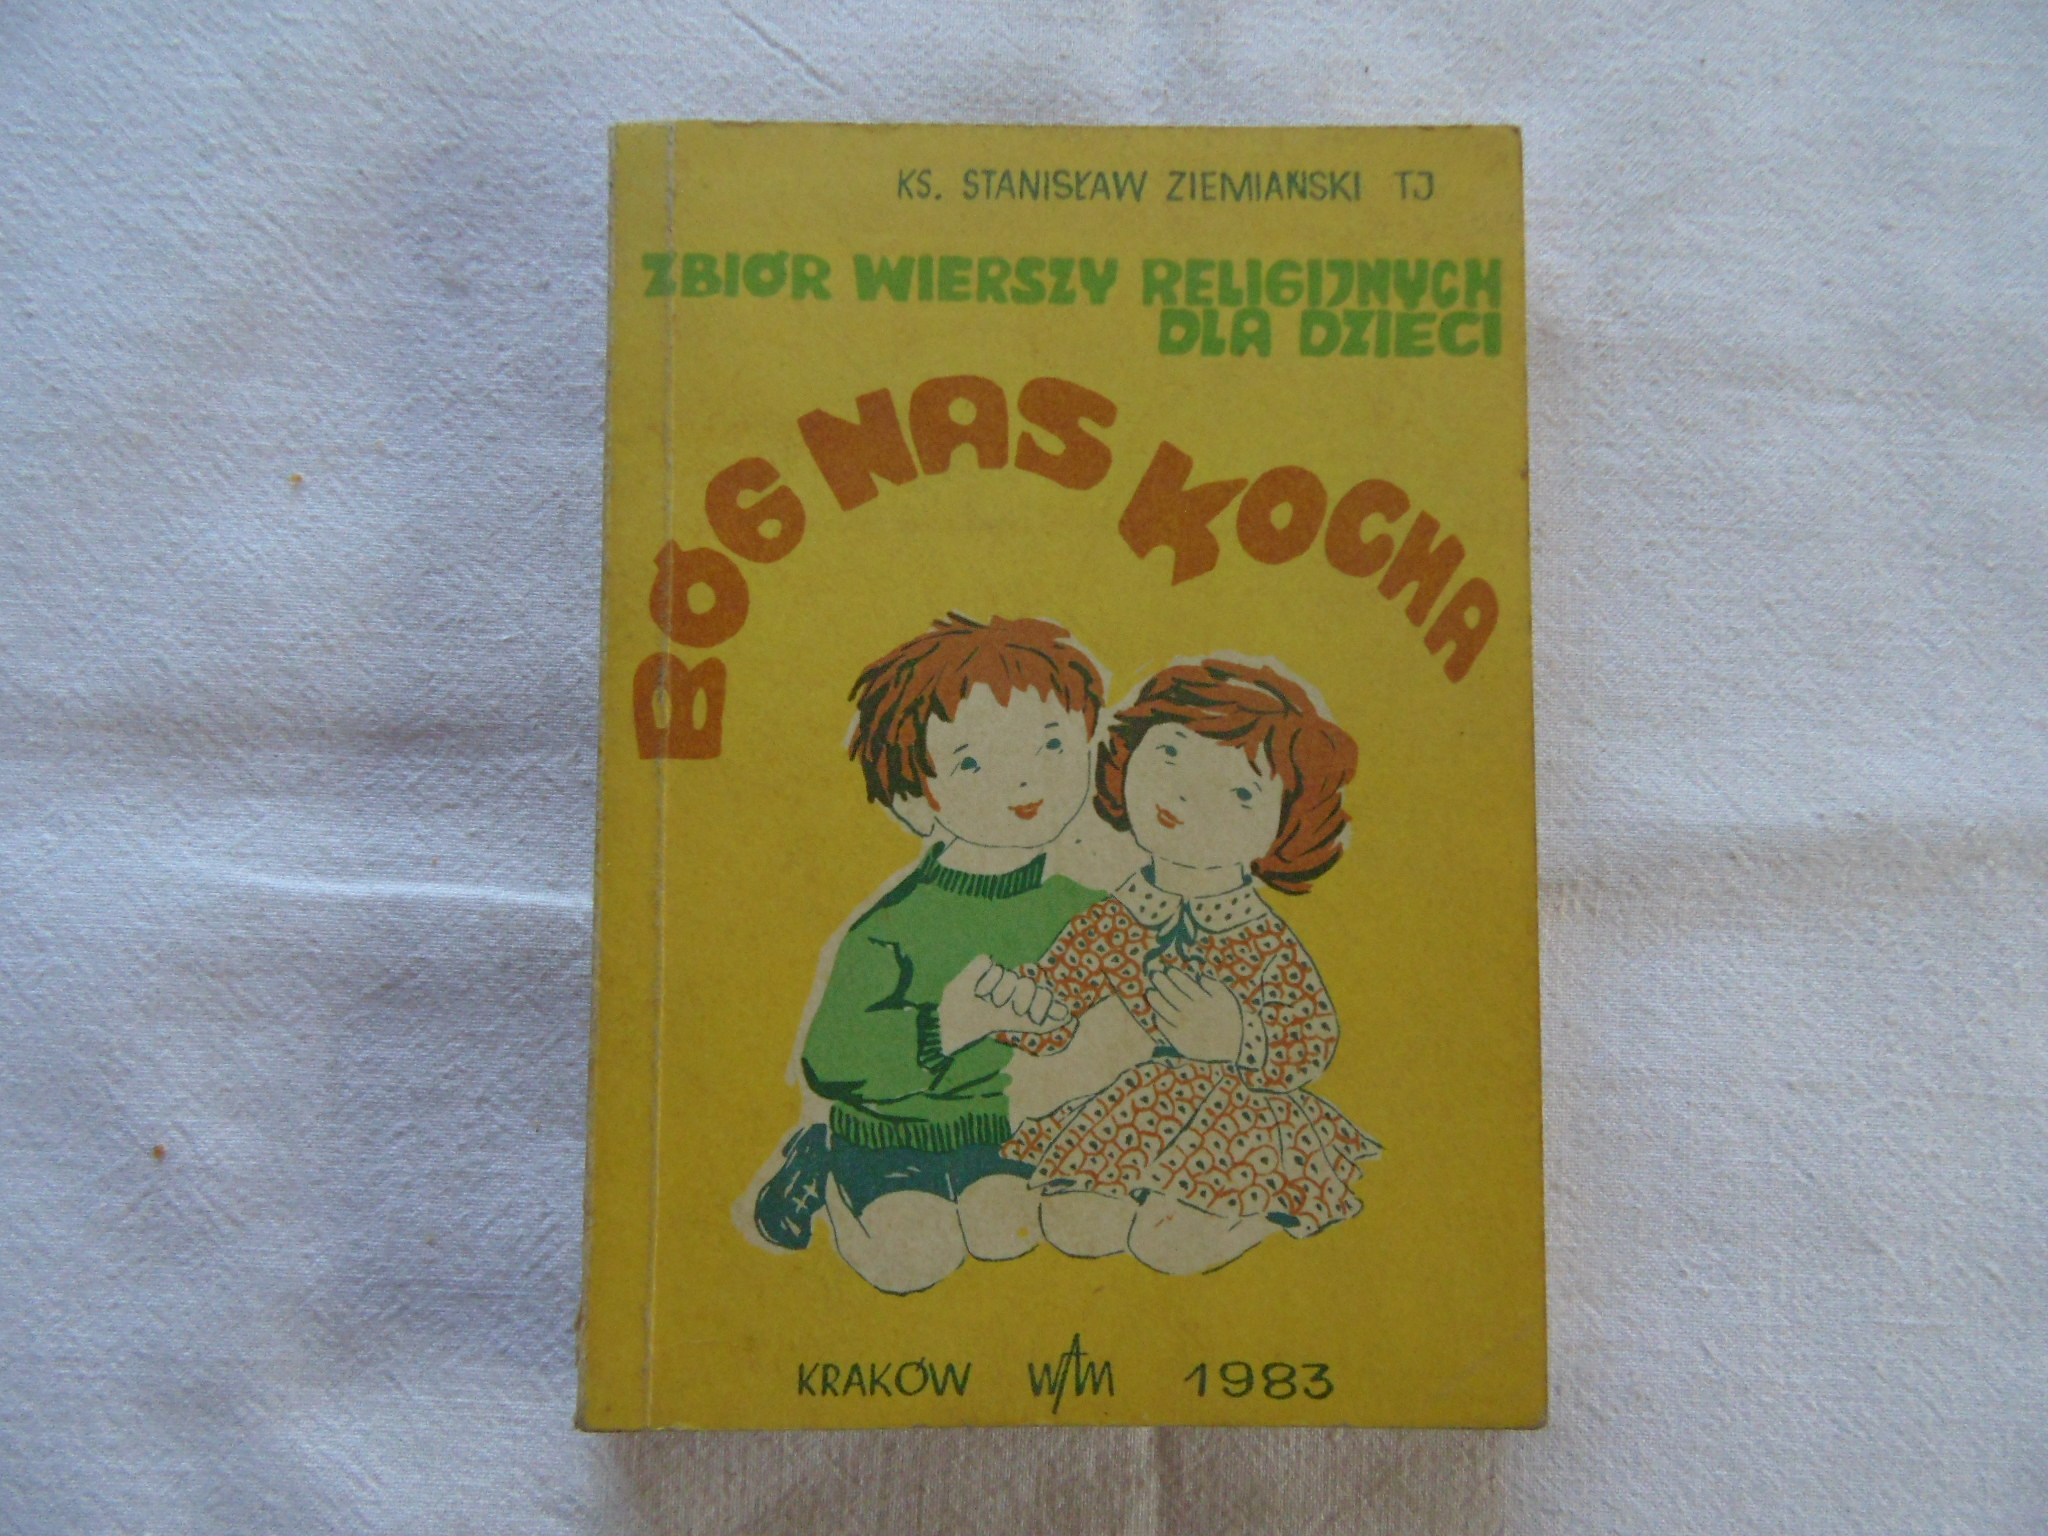 KS. STANISŁAW ZIEMIAŃSKI TJ
ZBIÓR WIERSZY RELIGIJNYCH
DLA DZIECI
BÓG NAS KOCHA
KRAKÓW WAM 1983